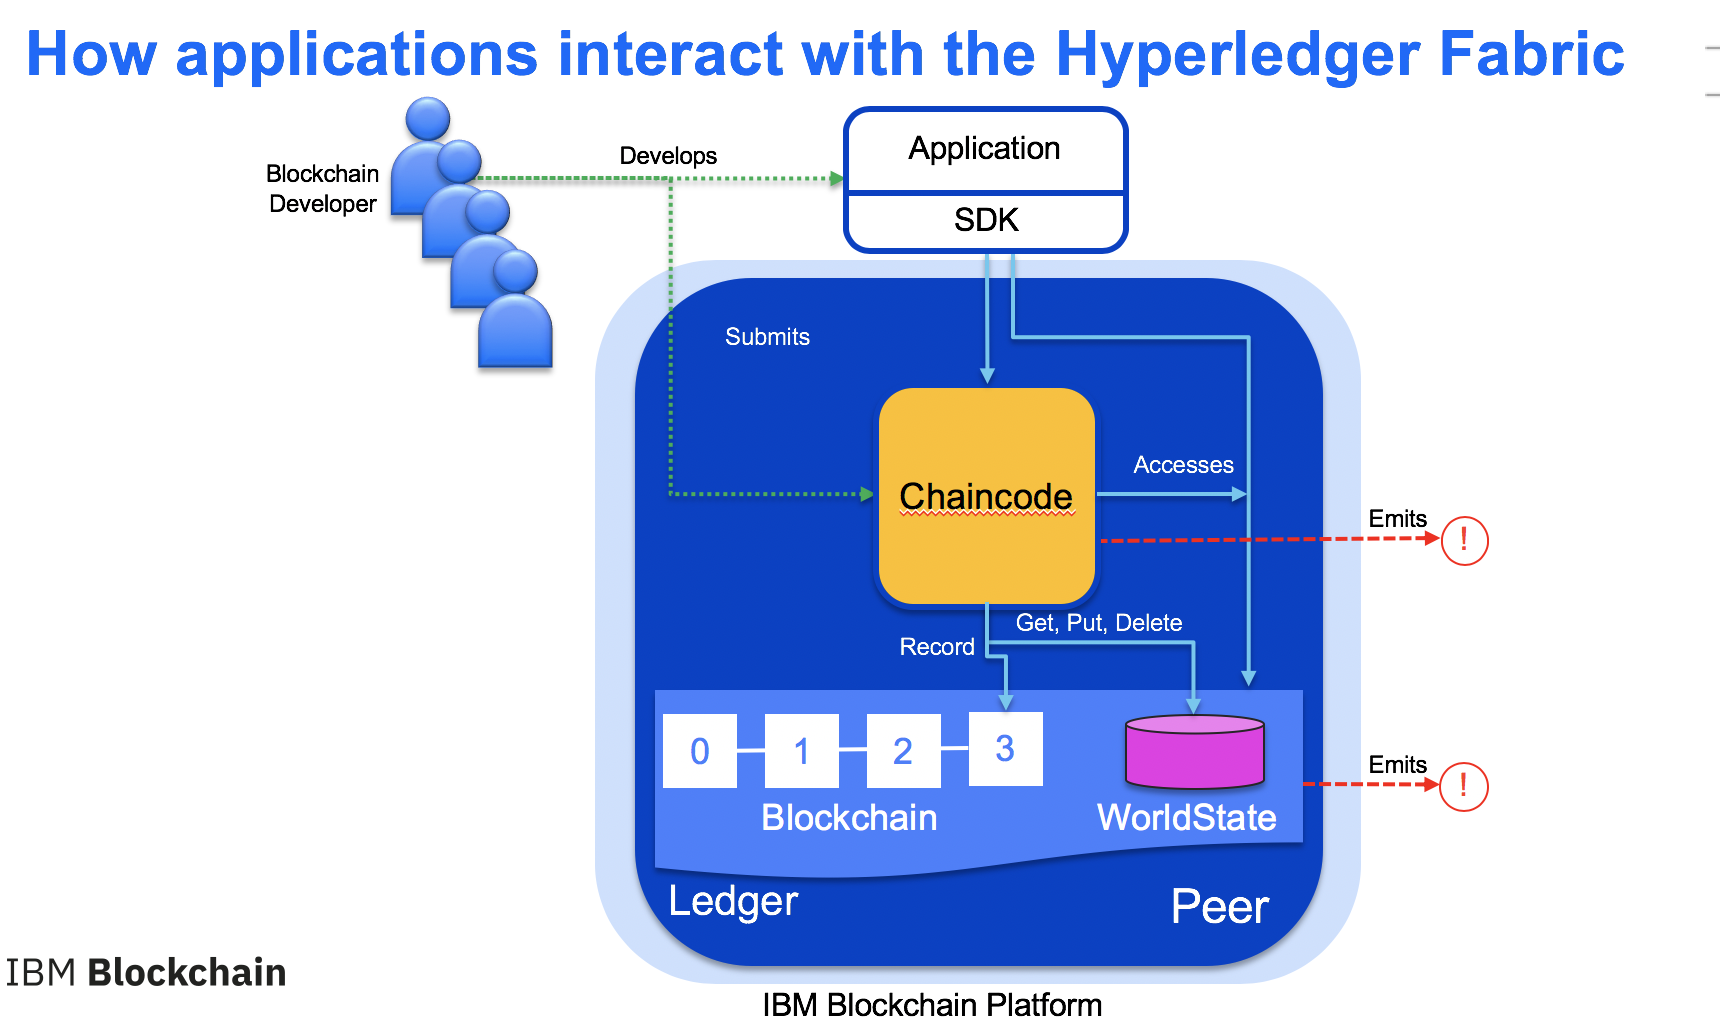 How applications interact with the Hyperledger Fabric
Blockchain
Developer
Develops
Application
SDK
Submits
Chaincode
Accesses
Emits
!
Get, Put, Delete
Record
0
1
2
3
Blockchain
WorldState
Emits
!
Ledger
Peer
IBM Blockchain
IBM Blockchain Platform